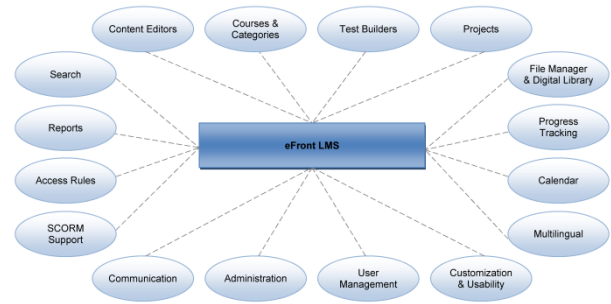 Content Editors
Courses &
Categories
Test Builders
Projects
Search
File Manager
& Digital Library
Reports
Progress
Tracking
eFront LMS
Access Rules
Calendar
SCORM
Support
Multilingual
Communication
Administration
User
Management
Customization
& Usability